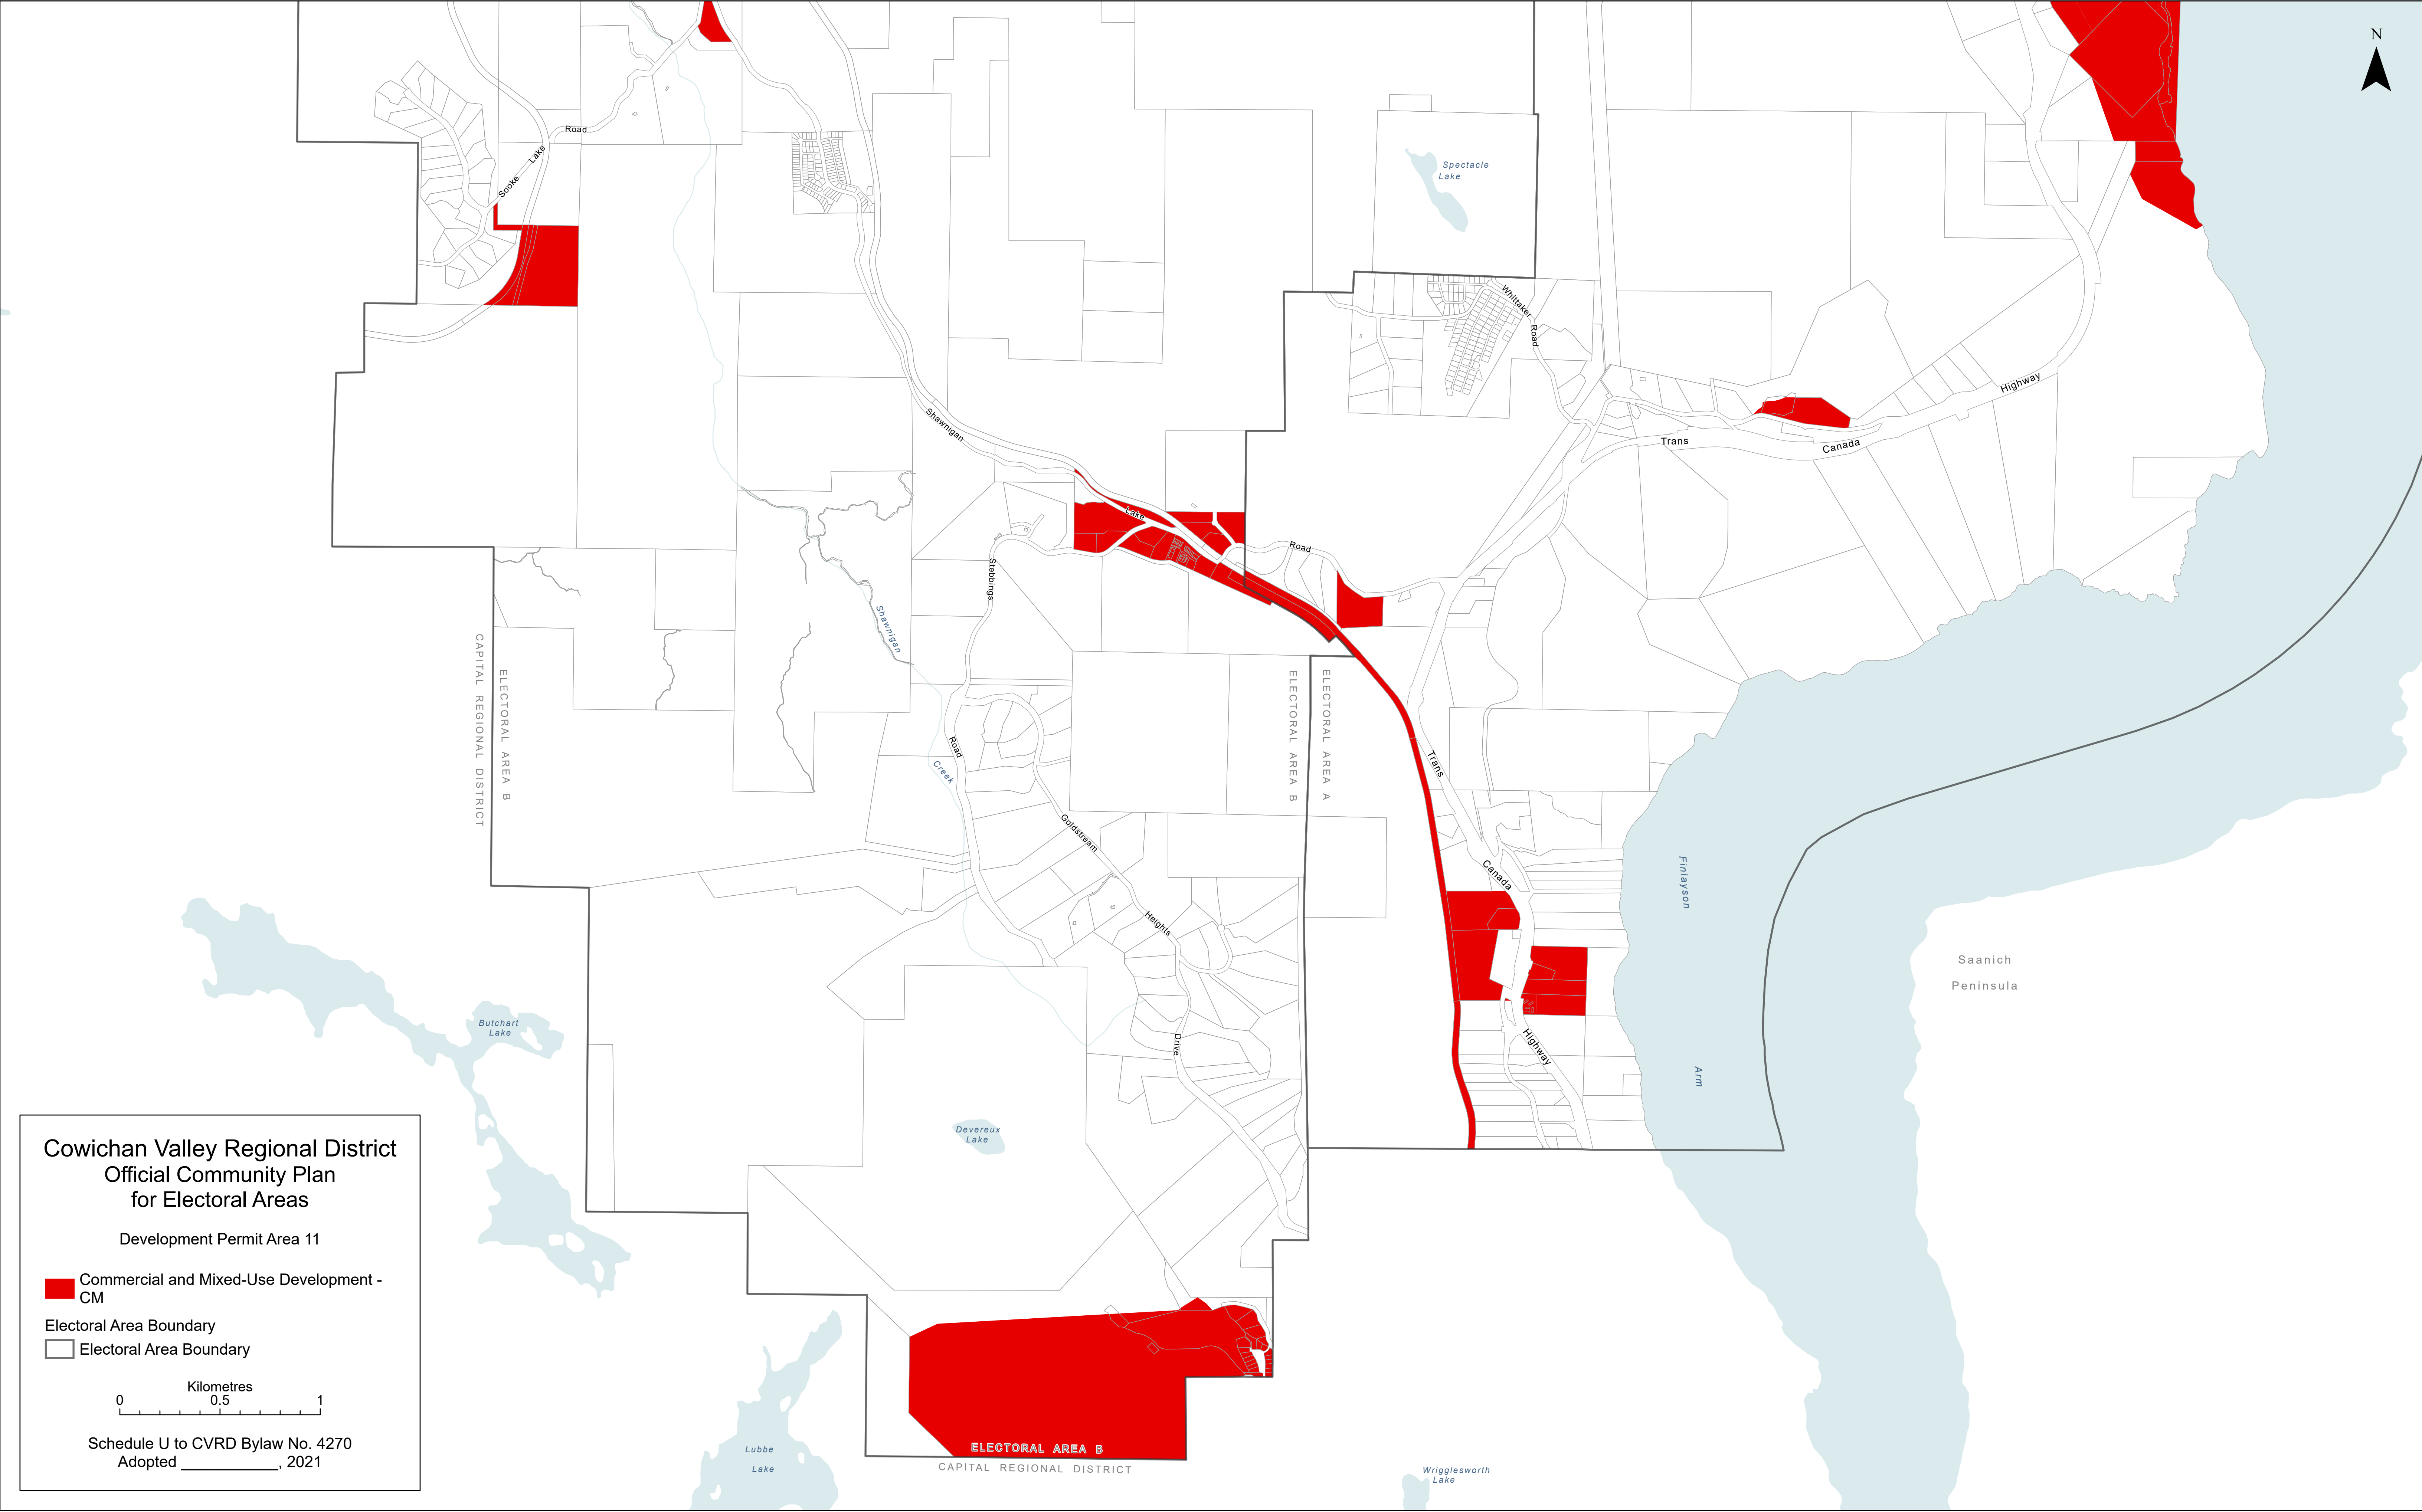 N
Road
Sooke Lake
Spectacle
Lake
Whittaker
Road
Highway
Trans
Canada
Shawnigan
Lake
Road
Stebbings
Shawnigan
CAPITAL REGIONAL DISTRICT
ELECTORAL AREA B
ELECTORAL AREA B
ELECTORAL AREA A
Road
Creek
Trans
Goldstream
Canada
Finlayson
Heights
Saanich
Peninsula
Butchart
Lake
Drive
Highway
Arm
Devereux
Lake
Cowichan Valley Regional District
Official Community Plan
for Electoral Areas
Development Permit Area 11
Commercial and Mixed-Use Development -
CM
Electoral Area Boundary
Electoral Area Boundary
Kilometres
0 0.5 1
Schedule U to CVRD Bylaw No. 4270
Adopted ___________, 2021
Lubbe
Lake
ELECTORAL AREA B
CAPITAL REGIONAL DISTRICT
Wrigglesworth
Lake